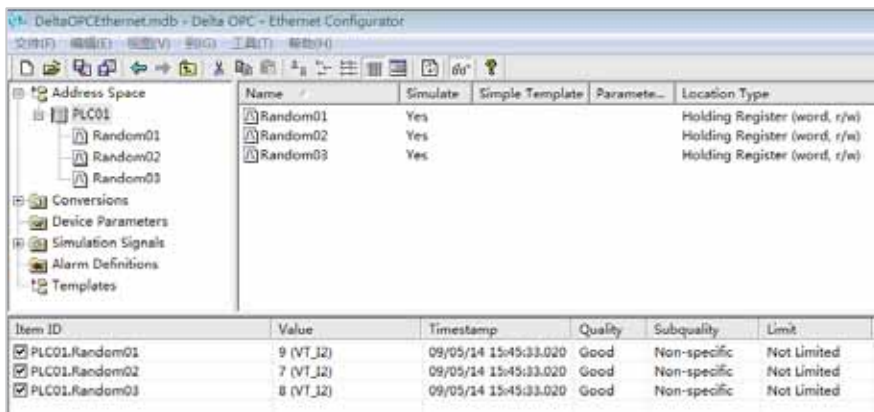 DeltaOPCEthernet.mdb - Delta OPC - Ethernet Configurator
文件(F) 编辑(E) 视图(V) 到(G) 工具(T) 帮助(H)
Address Space
PLC01
Random01
Random02
Random03
Conversions
Device Parameters
Simulation Signals
Alarm Definitions
Templates
Name Simulate Simple Template Paramete... Location Type
Random01 Yes Holding Register (word, r/w)
Random02 Yes Holding Register (word, r/w)
Random03 Yes Holding Register (word, r/w)
Item ID Value Timestamp Quality Subquality Limit
PLC01.Random01 9 (VT_I2) 09/05/14 15:45:33.020 Good Non-specific Not Limited
PLC01.Random02 7 (VT_I2) 09/05/14 15:45:33.020 Good Non-specific Not Limited
PLC01.Random03 8 (VT_I2) 09/05/14 15:45:33.020 Good Non-specific Not Limited